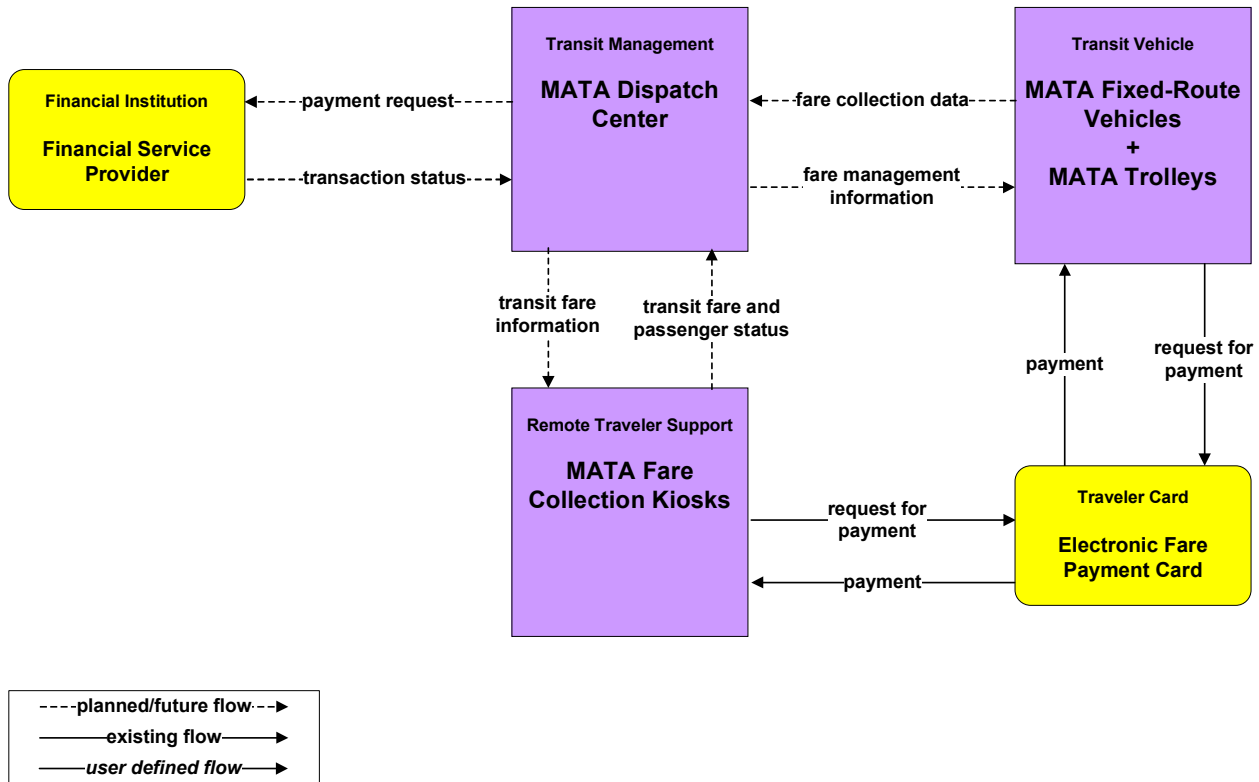 Transit Management
MATA Dispatch
Center
Transit Vehicle
MATA Fixed-Route
Vehicles
+
MATA Trolleys
Financial Institution
Financial Service
Provider
payment request
transaction status
fare collection data
fare management
information
transit fare
information
transit fare and
passenger status
payment
request for
payment
Remote Traveler Support
MATA Fare
Collection Kiosks
request for
payment
payment
Traveler Card
Electronic Fare
Payment Card
planned/future flow
existing flow
user defined flow